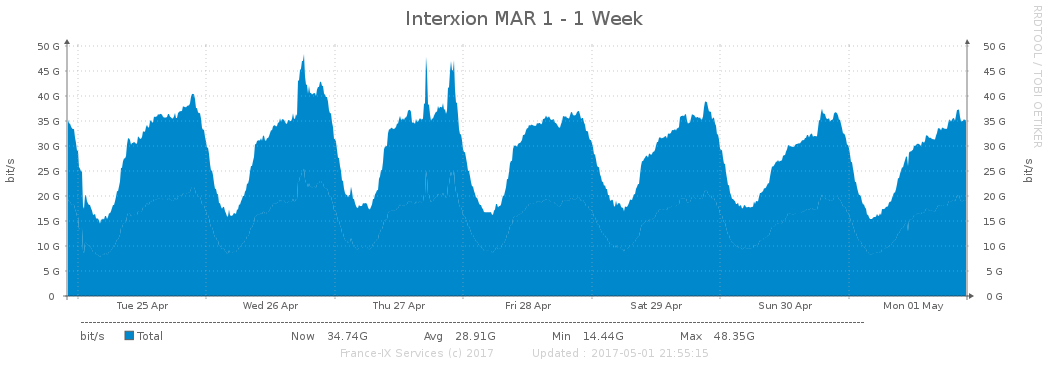 Interxion MAR 1 - 1 Week
RRDTOOL / TOBI OETIKER
bit/s
50 G
45 G
40 G
35 G
30 G
25 G
20 G
15 G
10 G
5 G
0
50 G
45 G
40 G
35 G
30 G
25 G
20 G
15 G
10 G
5 G
0 G
bit/s
Tue 25 Apr Wed 26 Apr Thu 27 Apr Fri 28 Apr Sat 29 Apr Sun 30 Apr Mon 01 May
bit/s Total Now 34.74G Avg 28.91G Min 14.44G Max 48.35G
France-IX Services (c) 2017 Updated : 2017-05-01 21:55:15